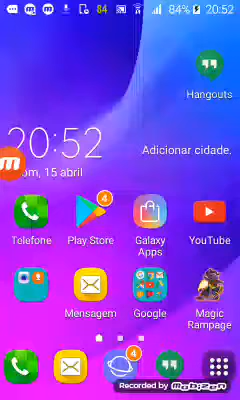 84
84% 20:52
Hangouts
20:52
Adicionar cidade.
om, 15 abril
4
Telefone
Play Store
Galaxy Apps
YouTube
Mensagem
Google
Magic Rampage
4
Recorded by Mobizen